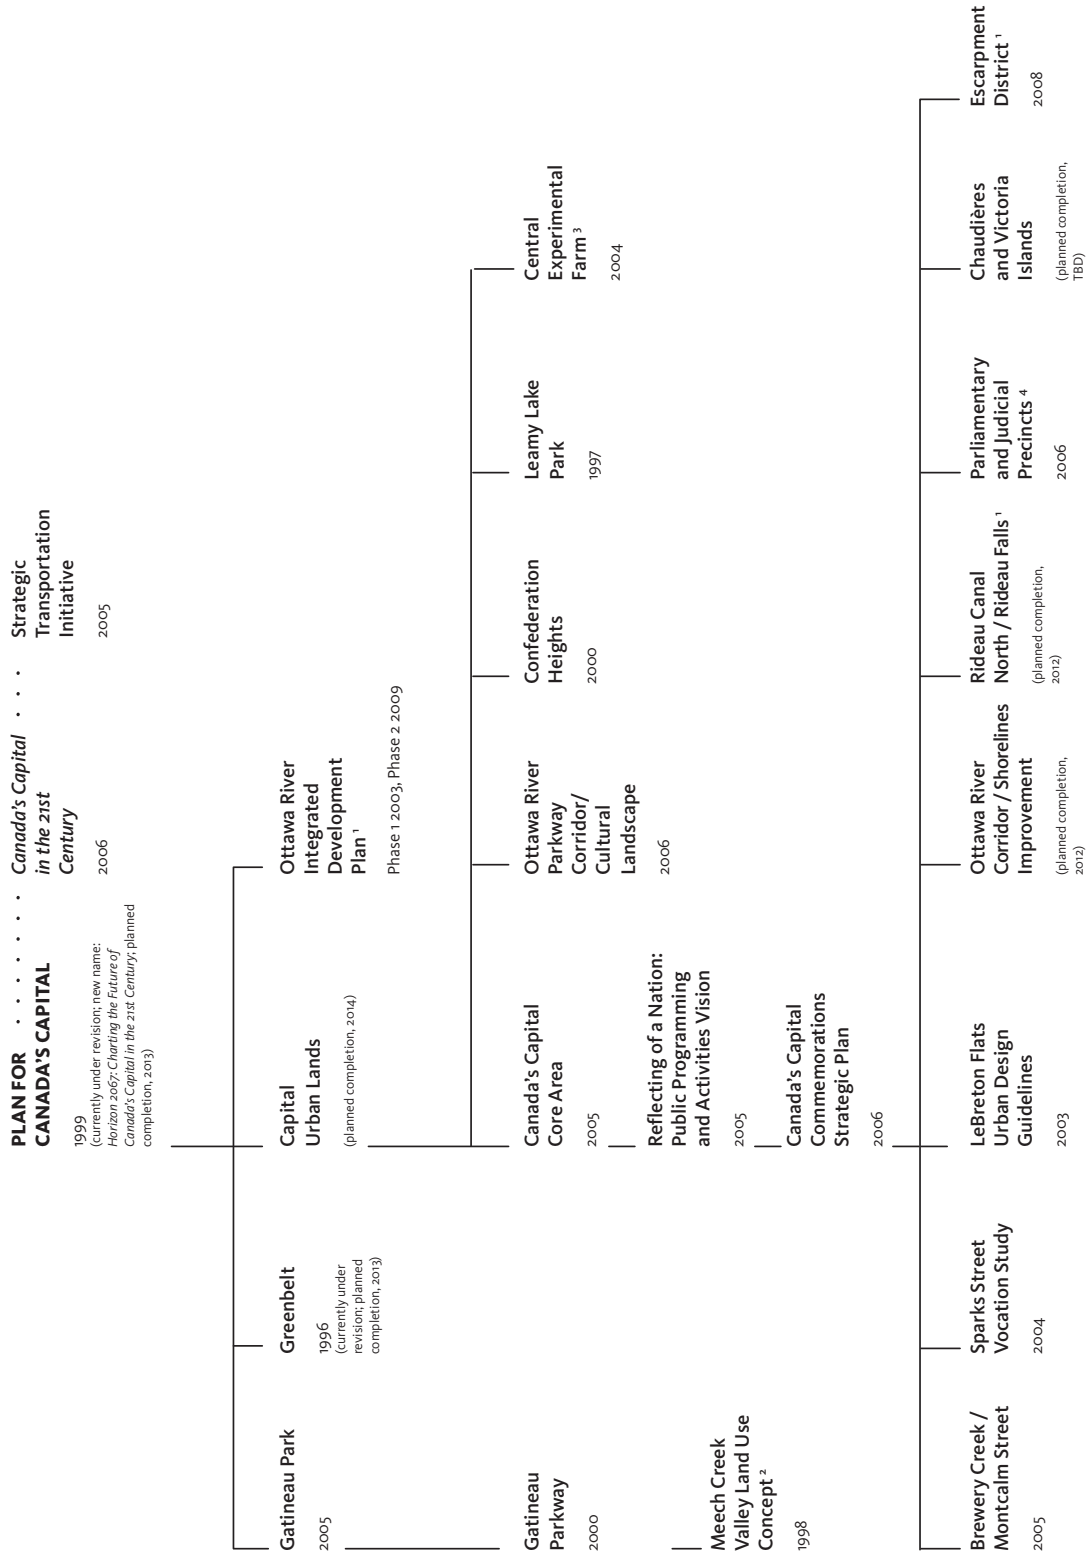 PLAN FOR . . . . . . .
CANADA'S CAPITAL
1999
(currently under revision; new name:
Horizon 2067: Charting the Future of
Canada's Capital in the 21st Century; planned
completion, 2013)
Canada's Capital . . .
in the 21st
Century
2006
Strategic
Transportation
Initiative
2005
Gatineau Park
2005
Greenbelt
1996
(currently under
revision; planned
completion, 2013)
Capital
Urban Lands
(planned completion, 2014)
Ottawa River
Integrated
Development
Plan ¹
Phase 1 2003, Phase 2 2009
Gatineau
Parkway
2000
Canada's Capital
Core Area
2005
Ottawa River
Parkway
Corridor/
Cultural
Landscape
2006
Confederation
Heights
2000
Leamy Lake
Park
1997
Central
Experimental
Farm ³
2004
Meech Creek
Valley Land Use
Concept ²
1998
Reflecting of a Nation:
Public Programming
and Activities Vision
2005
Canada's Capital
Commemorations
Strategic Plan
2006
Brewery Creek /
Montcalm Street
2005
Sparks Street
Vocation Study
2004
LeBreton Flats
Urban Design
Guidelines
2003
Ottawa River
Corridor / Shorelines
Improvement
(planned completion,
2012)
Rideau Canal
North / Rideau Falls ¹
(planned completion,
2012)
Parliamentary
and Judicial
Precincts ⁴
2006
Chaudières
and Victoria
Islands
(planned completion,
TBD)
Escarpment
District ¹
2008